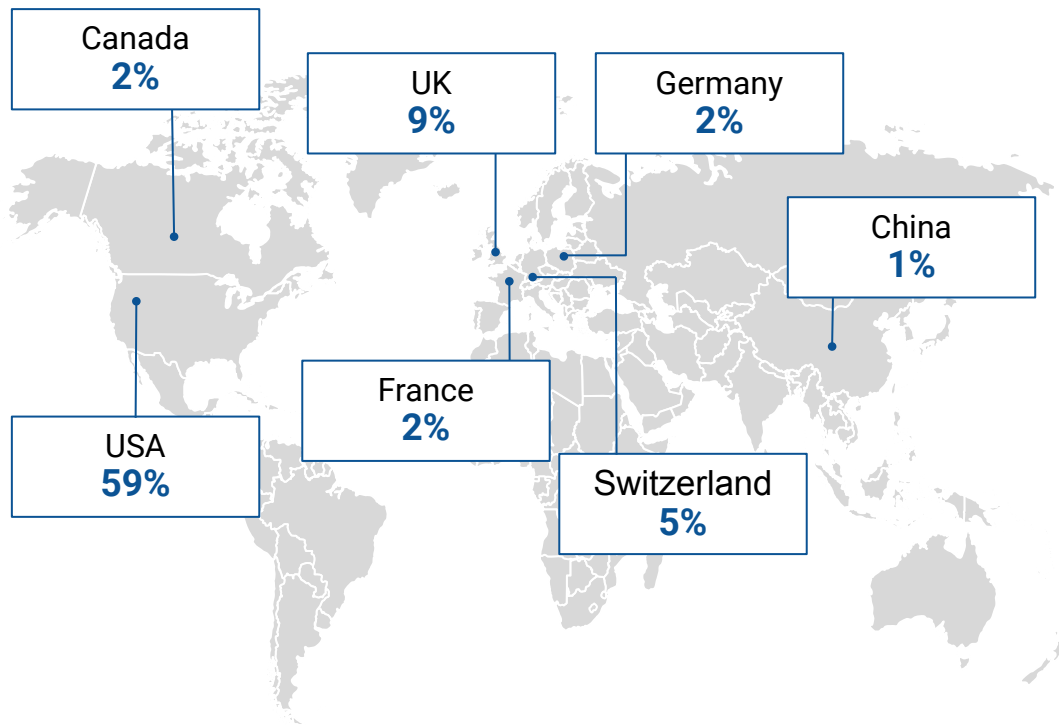 Canada
2%
UK
9%
Germany
2%
China
1%
France
2%
USA
59%
Switzerland
5%